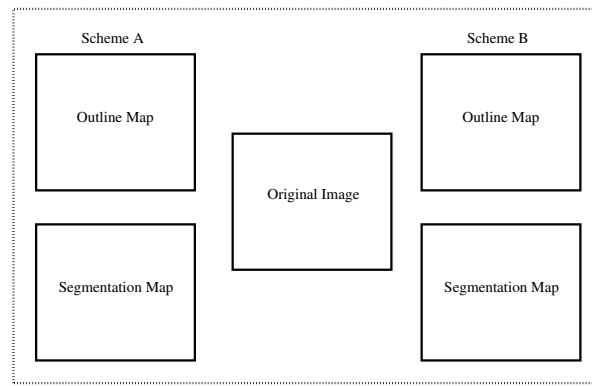 Scheme A
Scheme B
Outline Map
Outline Map
Original Image
Segmentation Map
Segmentation Map